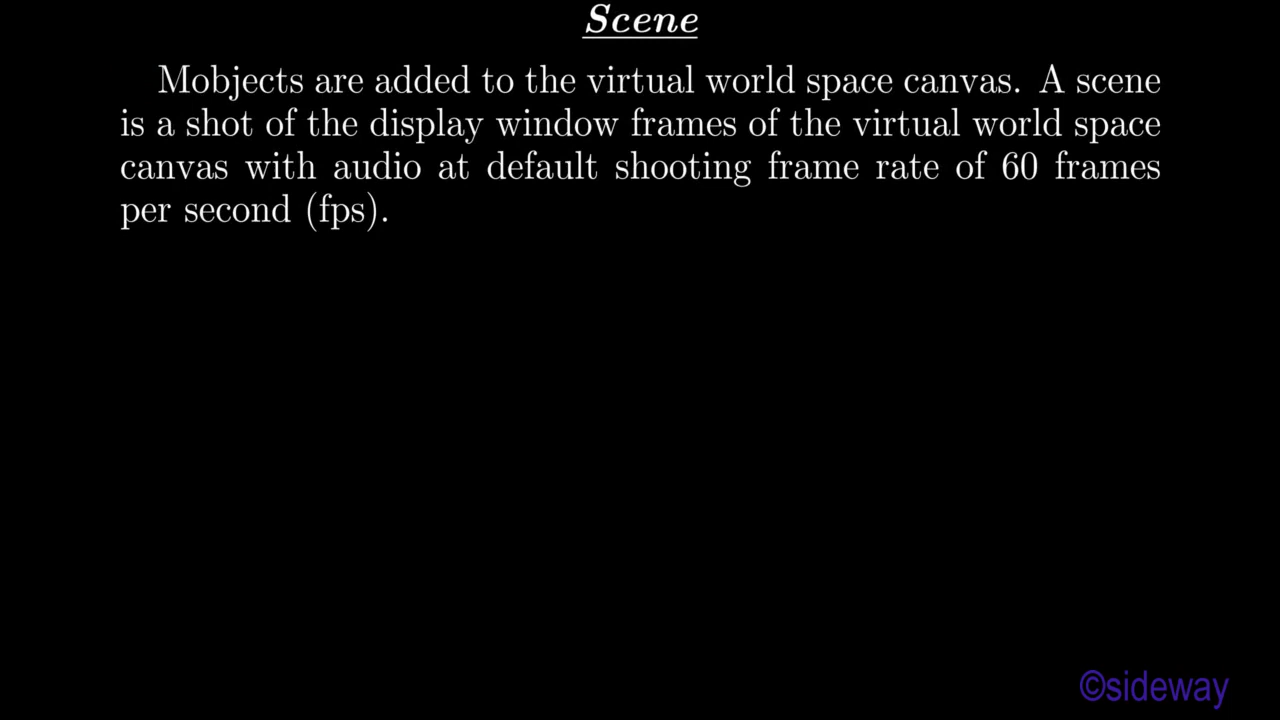 Scene
Mobjects are added to the virtual world space canvas. A scene
is a shot of the display window frames of the virtual world space
canvas with audio at default shooting frame rate of 60 frames
per second (fps).
©sideway